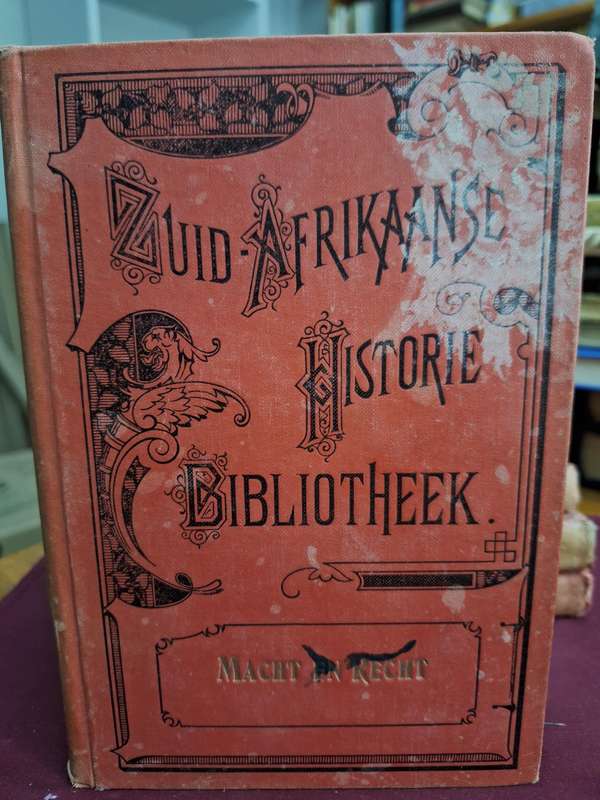 ZUID-AFRIKAANSE
HISTORIE
BIBLIOTHEEK.
MACHT EN RECHT